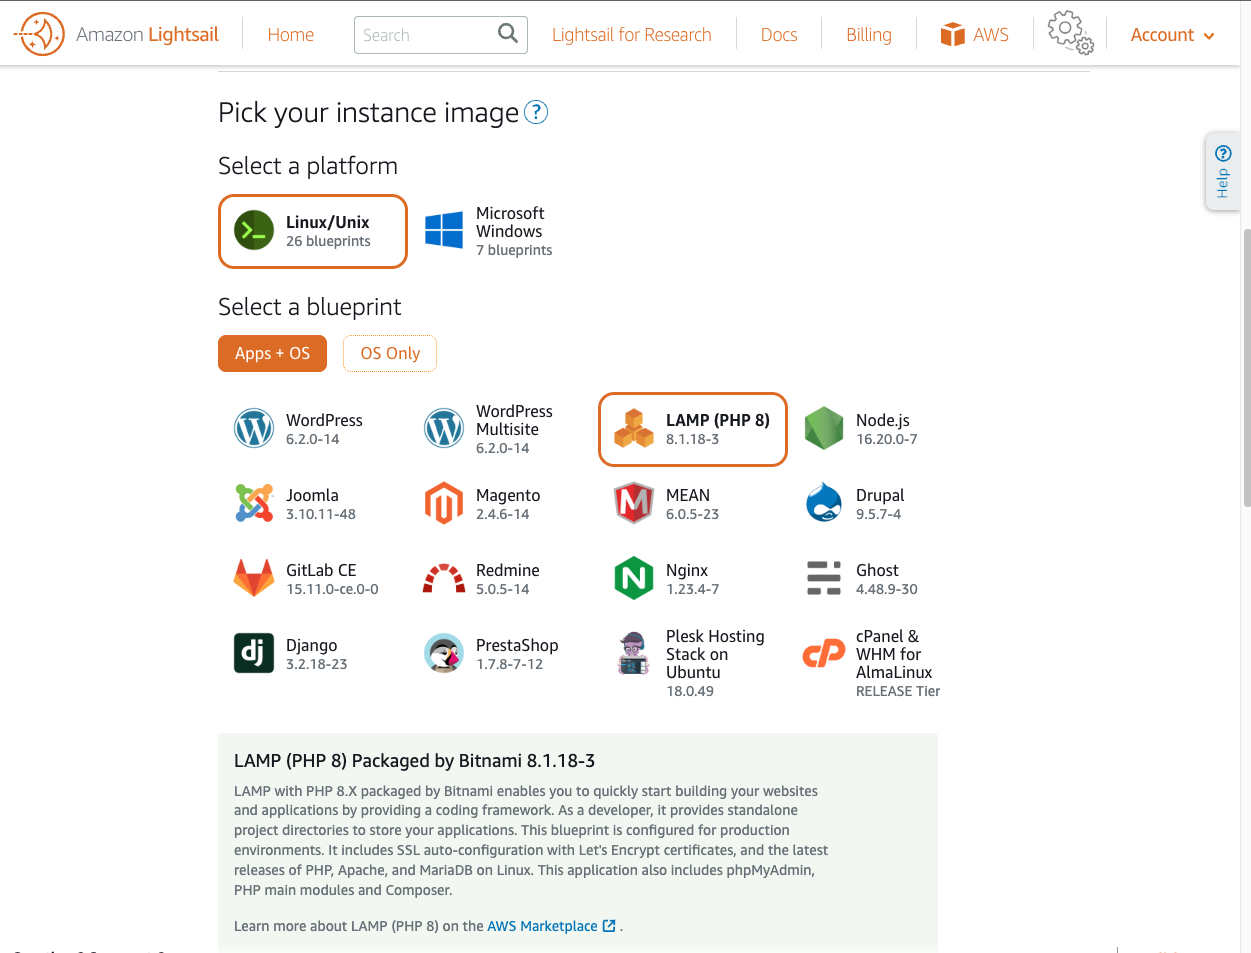 Amazon Lightsail
Home
Search
Lightsail for Research
Docs
Billing
AWS
Account
Help
Pick your instance image ?
Select a platform
Linux/Unix
26 blueprints
Microsoft
Windows
7 blueprints
Select a blueprint
Apps + OS
OS Only
WordPress
6.2.0-14
WordPress
Multisite
6.2.0-14
LAMP (PHP 8)
8.1.18-3
Node.js
16.20.0-7
Joomla
3.10.11-48
Magento
2.4.6-14
MEAN
6.0.5-23
Drupal
9.5.7-4
GitLab CE
15.11.0-ce.0-0
Redmine
5.0.5-14
Nginx
1.23.4-7
Ghost
4.48.9-30
dj
Django
3.2.18-23
PrestaShop
1.7.8-7-12
Plesk Hosting
Stack on
Ubuntu
18.0.49
cP
cPanel &
WHM for
AlmaLinux
RELEASE Tier
LAMP (PHP 8) Packaged by Bitnami 8.1.18-3
LAMP with PHP 8.X packaged by Bitnami enables you to quickly start building your websites
and applications by providing a coding framework. As a developer, it provides standalone
project directories to store your applications. This blueprint is configured for production
environments. It includes SSL auto-configuration with Let's Encrypt certificates, and the latest
releases of PHP, Apache, and MariaDB on Linux. This application also includes phpMyAdmin,
PHP main modules and Composer.
Learn more about LAMP (PHP 8) on the AWS Marketplace .